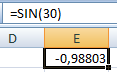 =SIN(30)
D E
-0,98803